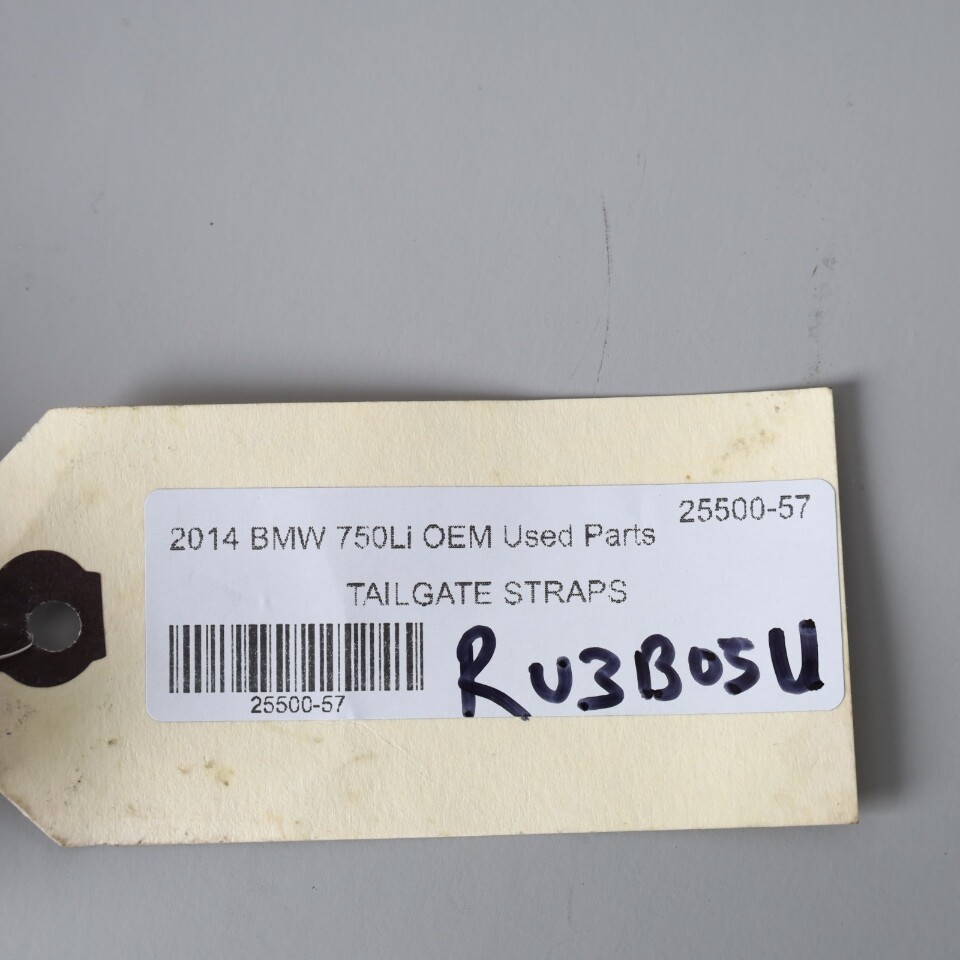 25500-57
2014 BMW 750Li OEM Used Parts
TAILGATE STRAPS
25500-57
RU3B05U